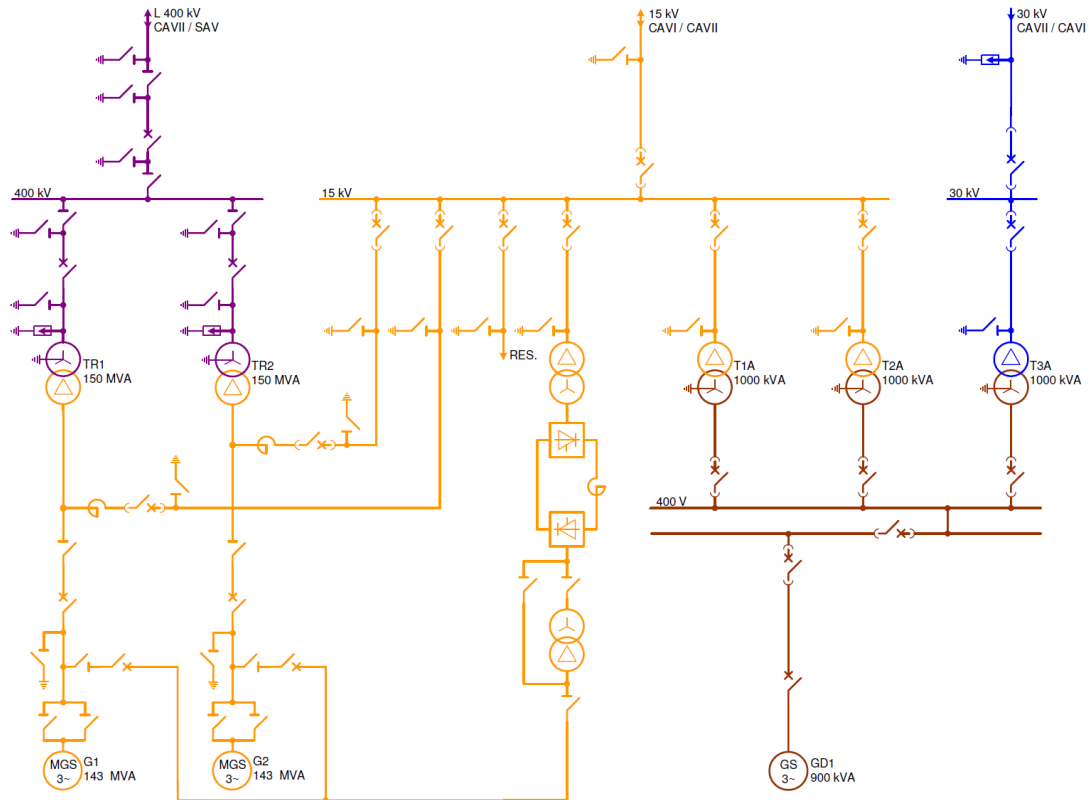 L 400 kV
CAVII / SAV
15 kV
CAVI / CAVII
30 kV
CAVII / CAVI
400 kV
15 kV
30 kV
RES.
TR1
150 MVA
TR2
150 MVA
T1A
1000 kVA
T2A
1000 kVA
T3A
1000 kVA
400 V
MGS
3~
G1
143 MVA
MGS
3~
G2
143 MVA
GS
3~
GD1
900 kVA